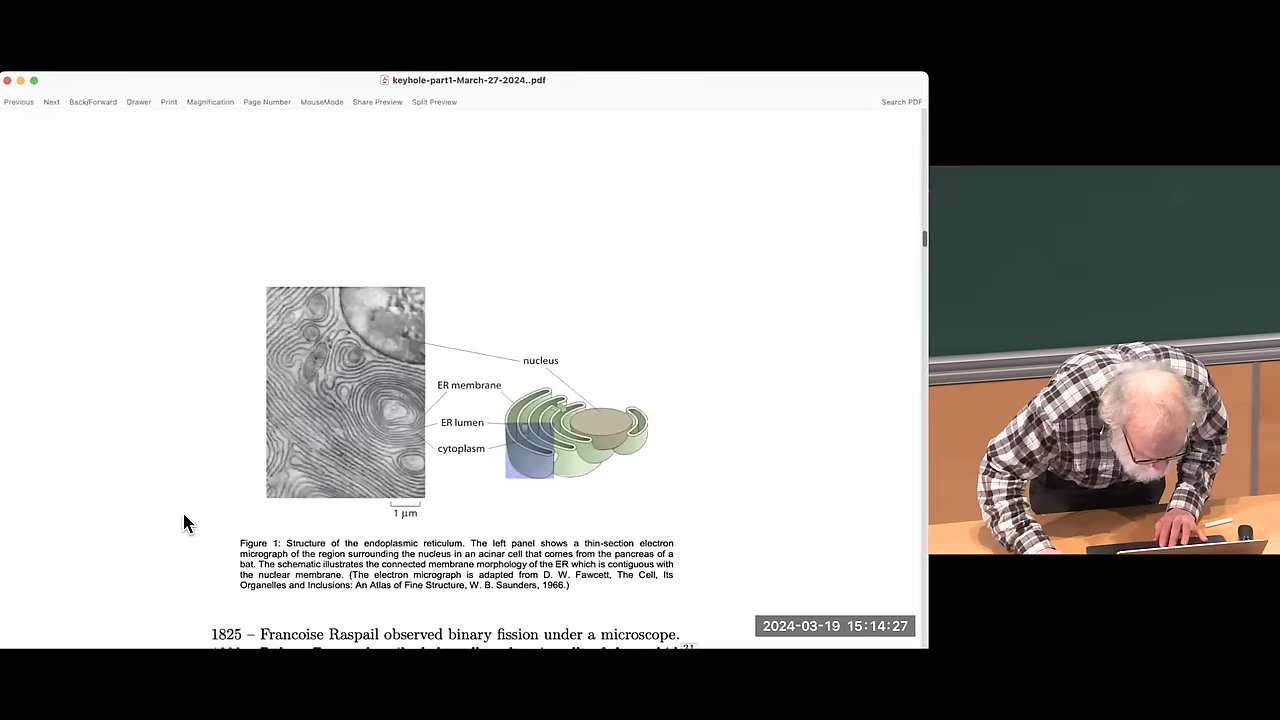 keyhole-part1-March-27-2024..pdf
Previous Next Back/Forward Drawer Print Magnification Page Number MouseMode Share Preview Split Preview Search PDF
nucleus
ER membrane
ER lumen
cytoplasm
1 μm
Figure 1: Structure of the endoplasmic reticulum. The left panel shows a thin-section electron
micrograph of the region surrounding the nucleus in an acinar cell that comes from the pancreas of a
bat. The schematic illustrates the connected membrane morphology of the ER which is contiguous with
the nuclear membrane. (The electron micrograph is adapted from D. W. Fawcett, The Cell, Its
Organelles and Inclusions: An Atlas of Fine Structure, W. B. Saunders, 1966.)
1825 – Francoise Raspail observed binary fission under a microscope.
21
2024-03-19 15:14:27